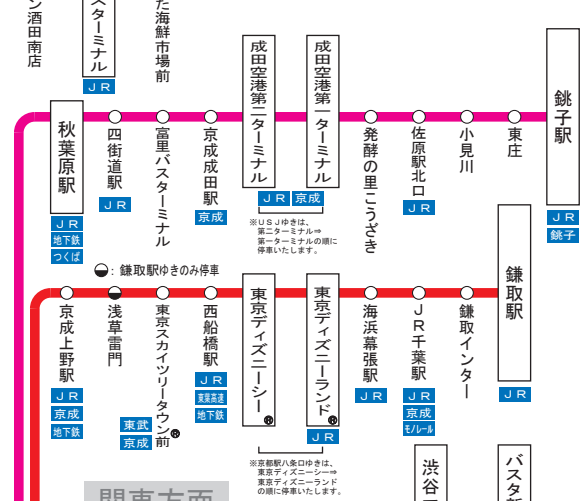 ン酒田南店
スターミナル
JR
た海鮮市場前
秋葉原駅
JR
地下鉄
つくば
四街道駅
JR
富里バスターミナル
京成成田駅
京成
成田空港第二ターミナル
成田空港第一ターミナル
JR 京成
※USJゆきは、
第二ターミナル⇒
第一ターミナルの順に
停車いたします。
発酵の里こうざき
佐原駅北口
JR
小見川
東庄
銚子駅
JR
銚子
：鎌取駅ゆきのみ停車
京成上野駅
JR
京成
地下鉄
浅草雷門
東京スカイツリータウン®前
東武
京成
西船橋駅
JR
東葉高速
地下鉄
東京ディズニーシー®
東京ディズニーランド®
JR
※京都駅八条口ゆきは、
東京ディズニーシー⇒
東京ディズニーランド
の順に停車いたします。
海浜幕張駅
JR
JR千葉駅
JR
京成
モノレール
鎌取インター
鎌取駅
JR
関東方面
渋谷
バスタ